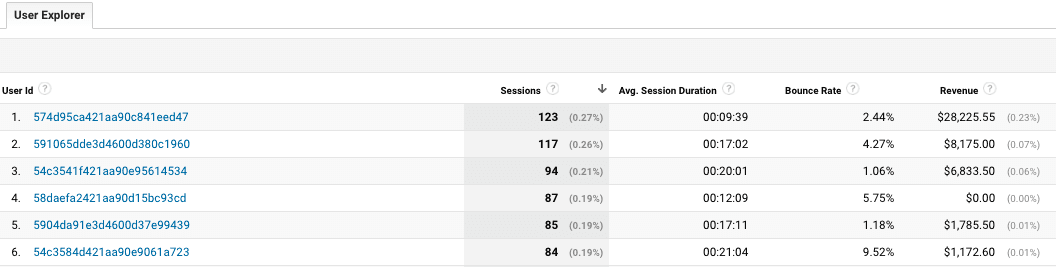 User Explorer
User Id ? Sessions ? ↓ Avg. Session Duration ? Bounce Rate ? Revenue ?
1. 574d95ca421aa90c841eed47 123 (0.27%) 00:09:39 2.44% $28,225.55 (0.23%)
2. 591065dde3d4600d380c1960 117 (0.26%) 00:17:02 4.27% $8,175.00 (0.07%)
3. 54c3541f421aa90e95614534 94 (0.21%) 00:20:01 1.06% $6,833.50 (0.06%)
4. 58daefa2421aa90d15bc93cd 87 (0.19%) 00:12:09 5.75% $0.00 (0.00%)
5. 5904da91e3d4600d37e99439 85 (0.19%) 00:17:11 1.18% $1,785.50 (0.01%)
6. 54c3584d421aa90e9061a723 84 (0.19%) 00:21:04 9.52% $1,172.60 (0.01%)